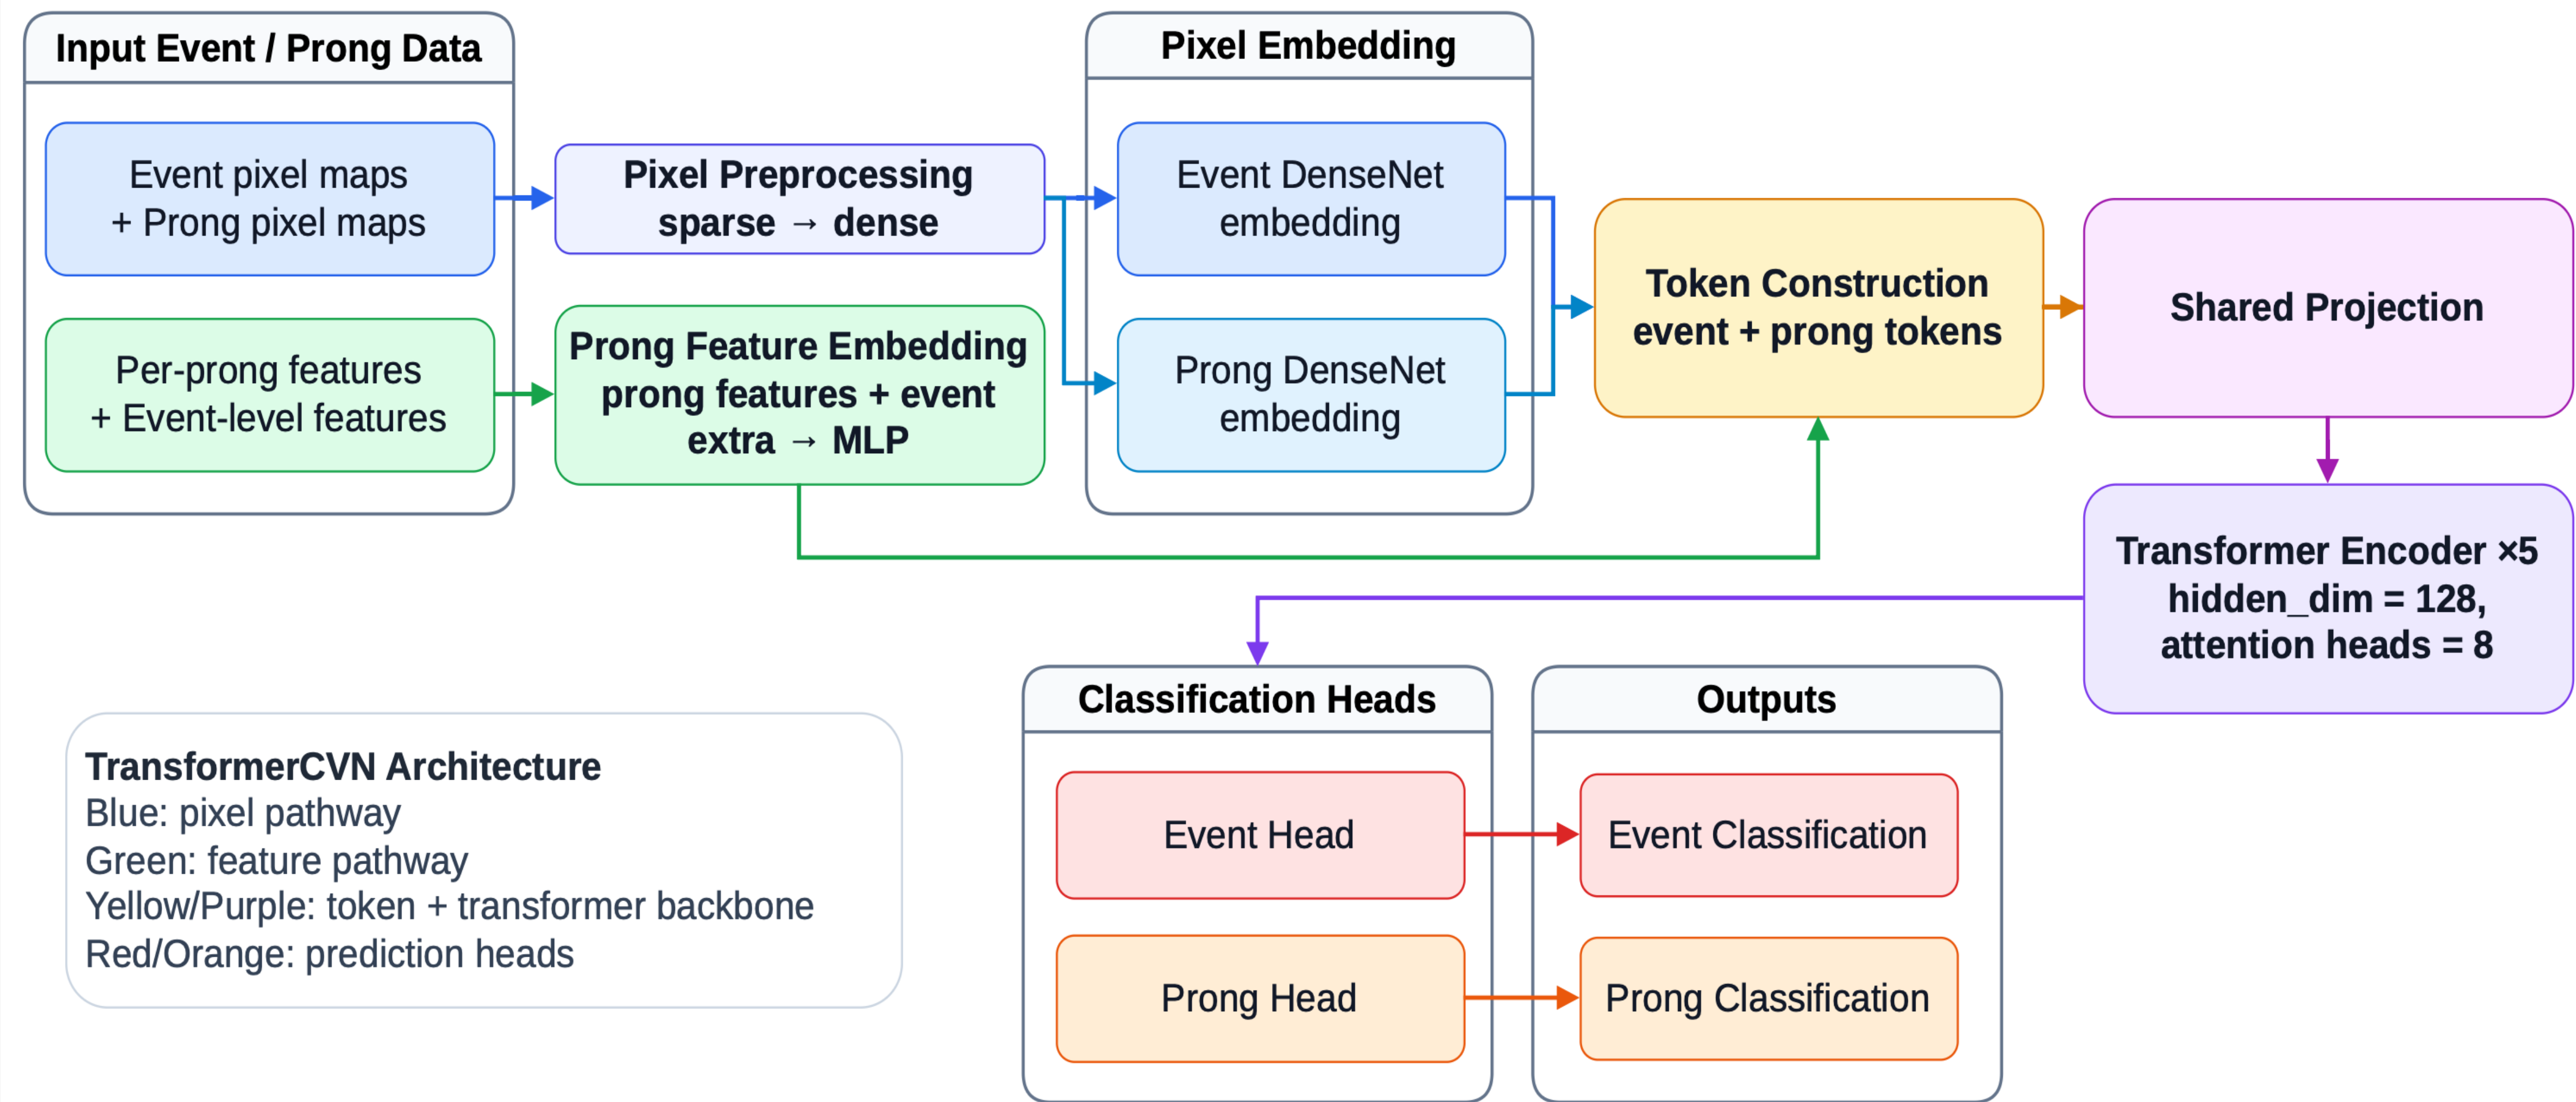 Input Event / Prong Data
Event pixel maps
+ Prong pixel maps
Per-prong features
+ Event-level features
Pixel Preprocessing
sparse → dense
Prong Feature Embedding
prong features + event
extra → MLP
Pixel Embedding
Event DenseNet
embedding
Prong DenseNet
embedding
Token Construction
event + prong tokens
Shared Projection
Transformer Encoder ×5
hidden_dim = 128,
attention heads = 8
Classification Heads
Event Head
Prong Head
Outputs
Event Classification
Prong Classification
TransformerCVN Architecture
Blue: pixel pathway
Green: feature pathway
Yellow/Purple: token + transformer backbone
Red/Orange: prediction heads